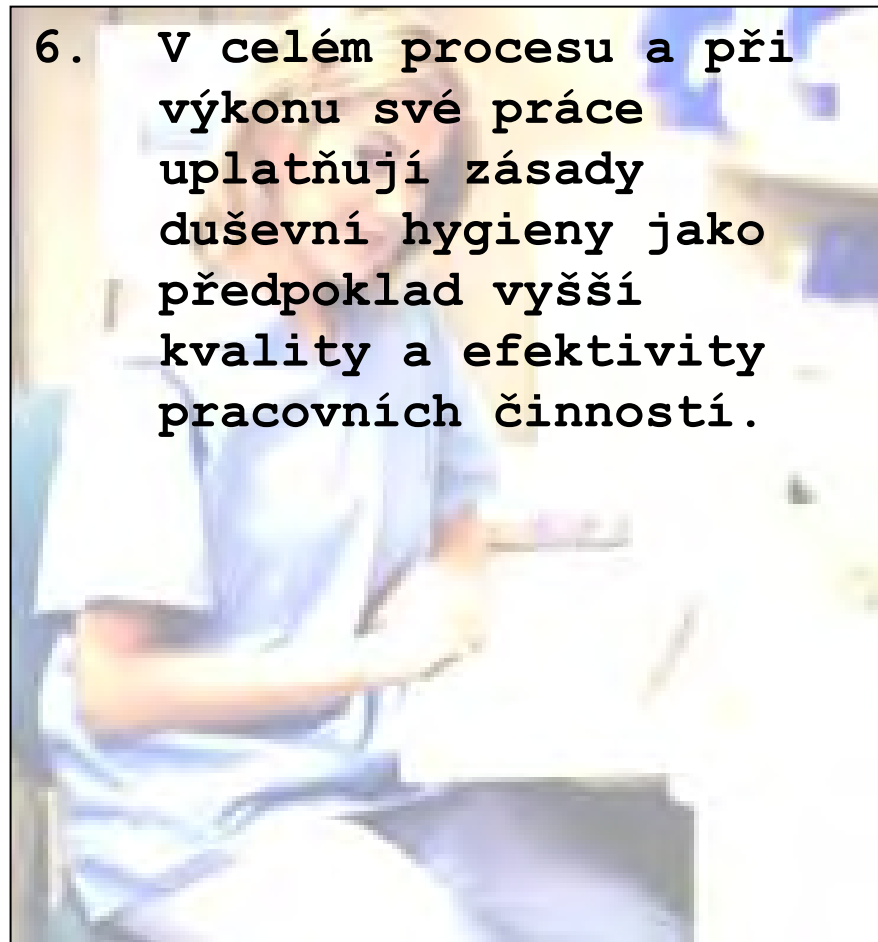 6. V celém procesu a při
výkonu své práce
uplatňují zásady
duševní hygieny jako
předpoklad vyšší
kvality a efektivity
pracovních činností.